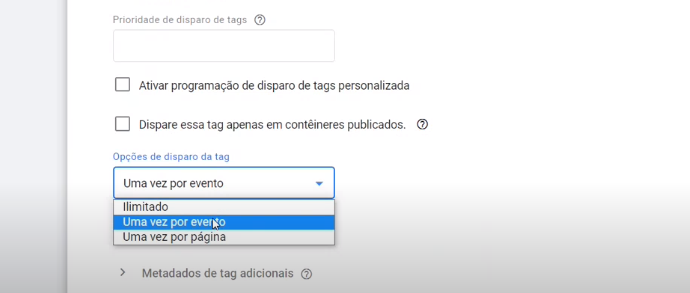 Prioridade de disparo de tags
Ativar programação de disparo de tags personalizada
Dispare essa tag apenas em contêineres publicados.
Opções de disparo da tag
Uma vez por evento
Ilimitado
Uma vez por evento
Uma vez por página
Metadados de tag adicionais